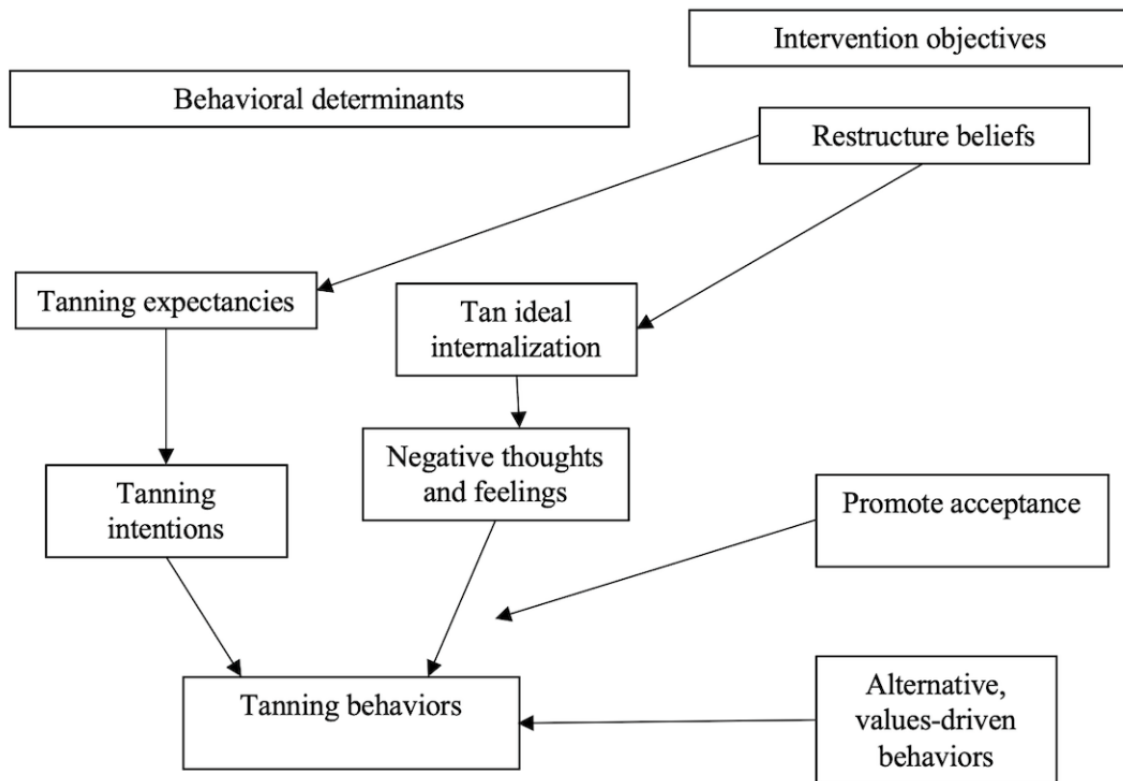 Intervention objectives
Behavioral determinants
Restructure beliefs
Tanning expectancies
Tan ideal
internalization
Negative thoughts
and feelings
Tanning
intentions
Promote acceptance
Tanning behaviors
Alternative,
values-driven
behaviors